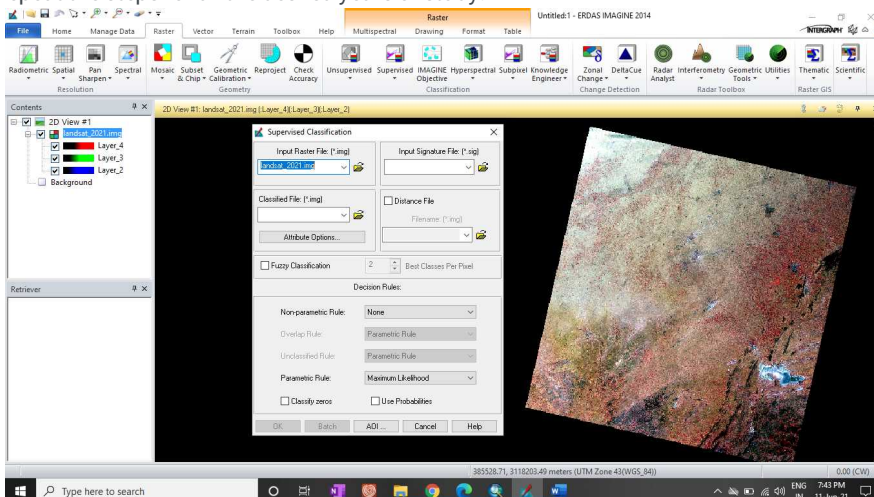 Untitled:1 - ERDAS IMAGINE 2014
Raster
INTERGRAPH
File Home Manage Data Raster Vector Terrain Toolbox Help Multispectral Drawing Format Table
Radiometric Spatial Pan Sharpen Spectral Mosaic Subset & Chip Geometric Calibration Reproject Check Accuracy Unsupervised Supervised IMAGINE Objective Hyperspectral Subpixel Knowledge Engineer Zonal Change DeltaCue Radar Analyst Interferometry Geometric Tools Utilities Thematic Scientific
Resolution Geometry Classification Change Detection Radar Toolbox Raster GIS
Contents
2D View #1
landsat_2021.img
Layer_4
Layer_3
Layer_2
Background
Retriever
2D View #1: landsat_2021.img (:Layer_4)(:Layer_3)(:Layer_2)
Supervised Classification
Input Raster File: (*.img) Input Signature File: (*.sig)
landsat_2021.img
Classified File: (*.img) Distance File
Filename: (*.img)
Attribute Options...
Fuzzy Classification 2 Best Classes Per Pixel
Decision Rules:
Non-parametric Rule: None
Overlap Rule: Parametric Rule
Unclassified Rule: Parametric Rule
Parametric Rule: Maximum Likelihood
Classify zeros Use Probabilities
OK Batch AOI ... Cancel Help
385528.71, 3118203.49 meters (UTM Zone 43(WGS_84)) 0.00 (CW)
Type here to search
ENG 7:43 PM
IN 11-Jun-21